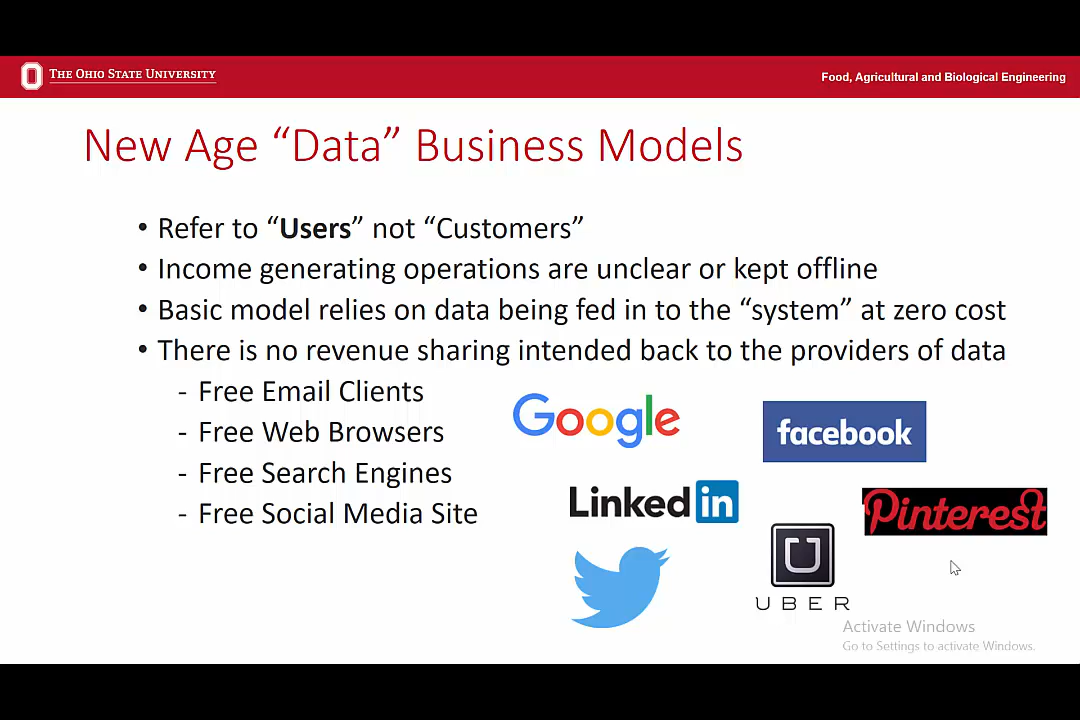 The Ohio State University
Food, Agricultural and Biological Engineering
New Age “Data” Business Models
• Refer to “Users” not “Customers”
• Income generating operations are unclear or kept offline
• Basic model relies on data being fed in to the “system” at zero cost
• There is no revenue sharing intended back to the providers of data
- Free Email Clients
- Free Web Browsers
- Free Search Engines
- Free Social Media Site
Google
facebook
Linkedin
Pinterest
U
UBER
Activate Windows
Go to Settings to activate Windows.